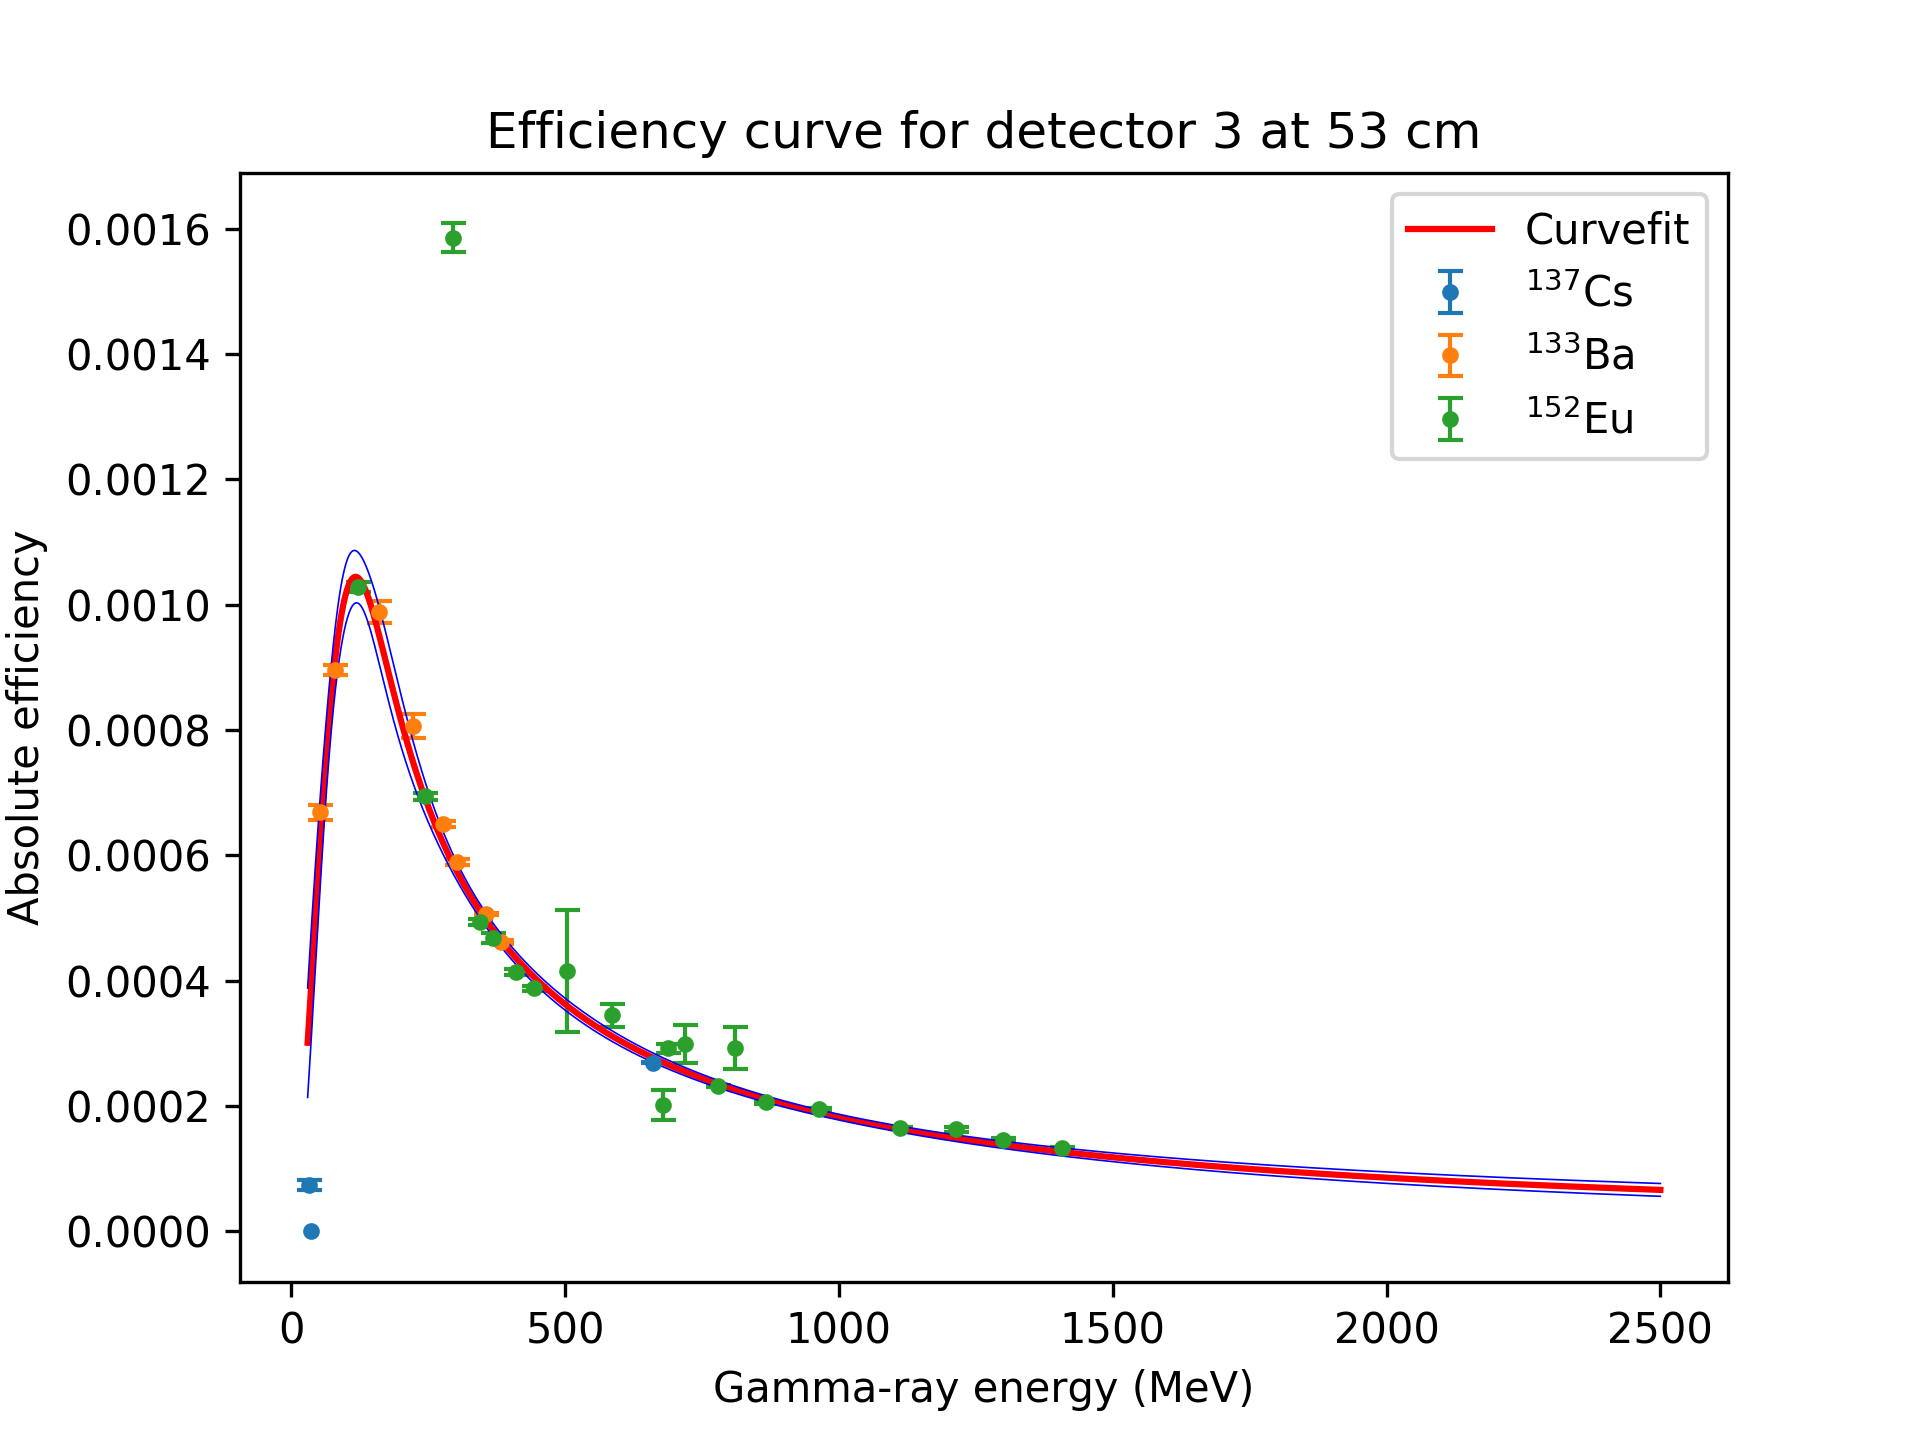 Efficiency curve for detector 3 at 53 cm
Absolute efficiency
0.0016
0.0014
0.0012
0.0010
0.0008
0.0006
0.0004
0.0002
0.0000
Curvefit
¹³⁷Cs
¹³³Ba
¹⁵²Eu
0 500 1000 1500 2000 2500
Gamma-ray energy (MeV)